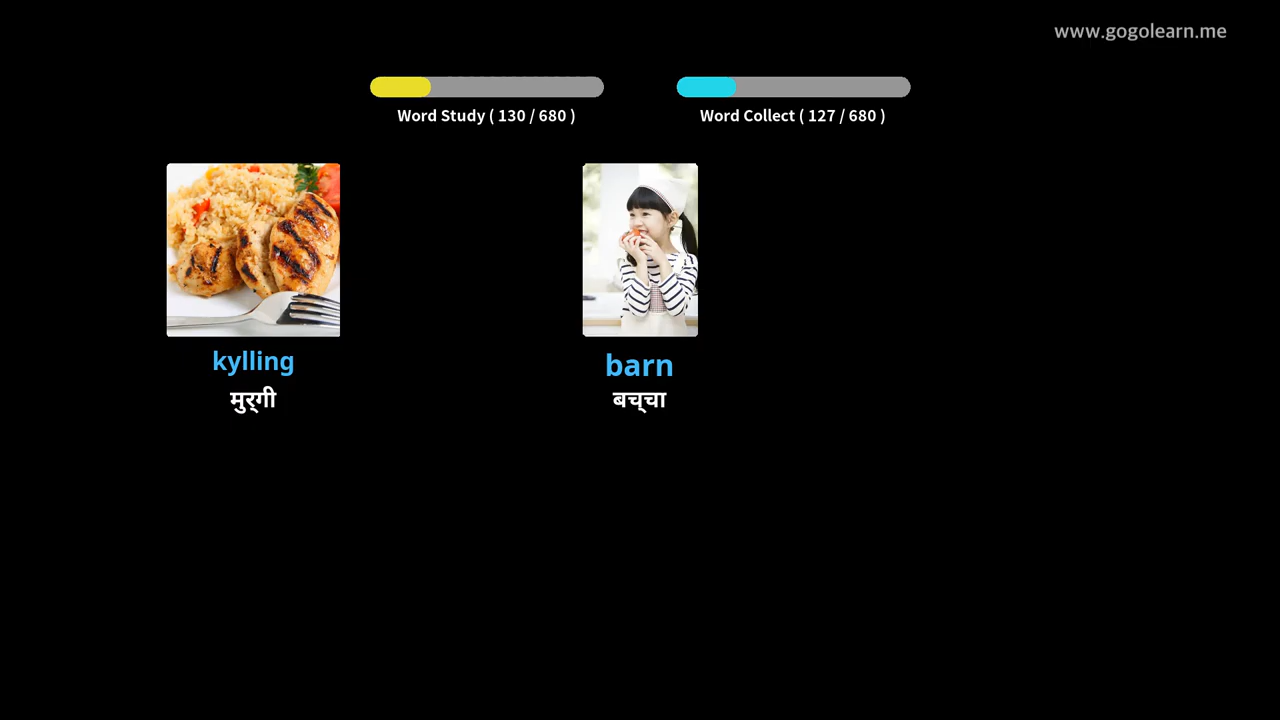 www.gogolearn.me
Word Study ( 130 / 680 )
Word Collect ( 127 / 680 )
kylling
मुर्गी
barn
बच्चा